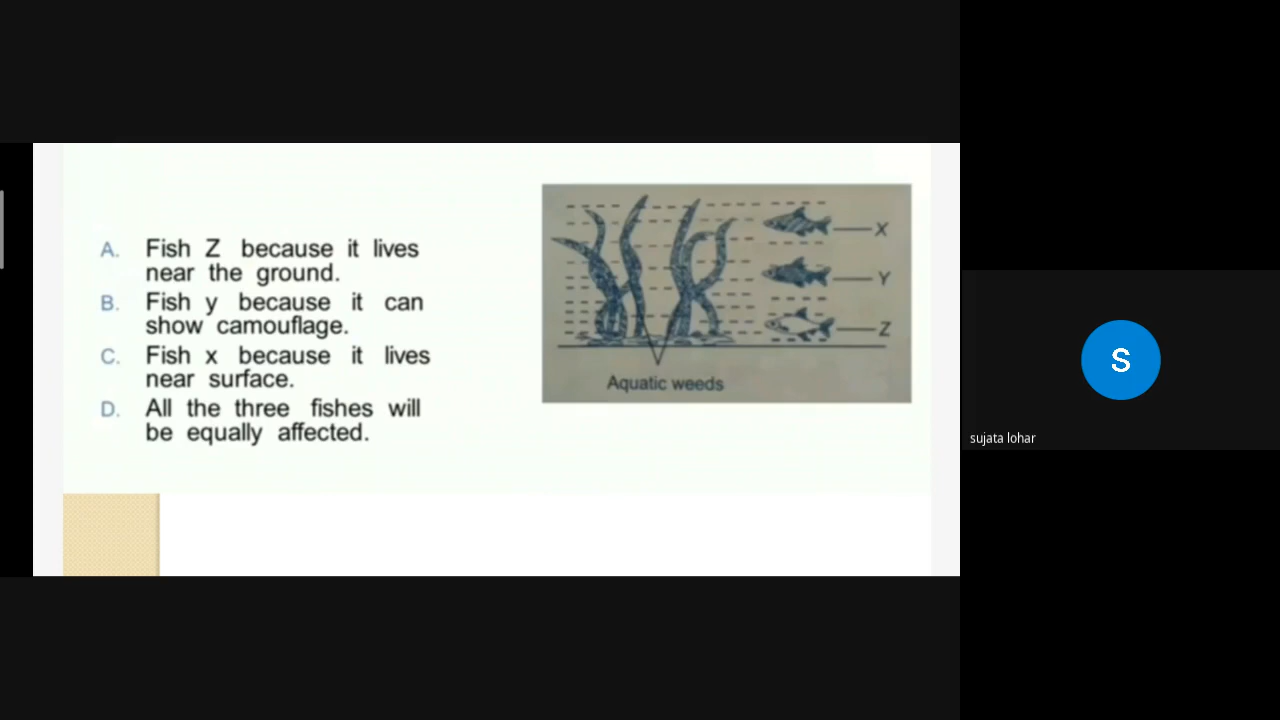 A. Fish Z because it lives
near the ground.
B. Fish y because it can
show camouflage.
C. Fish x because it lives
near surface.
D. All the three fishes will
be equally affected.
X
Y
Z
Aquatic weeds
S
sujata lohar